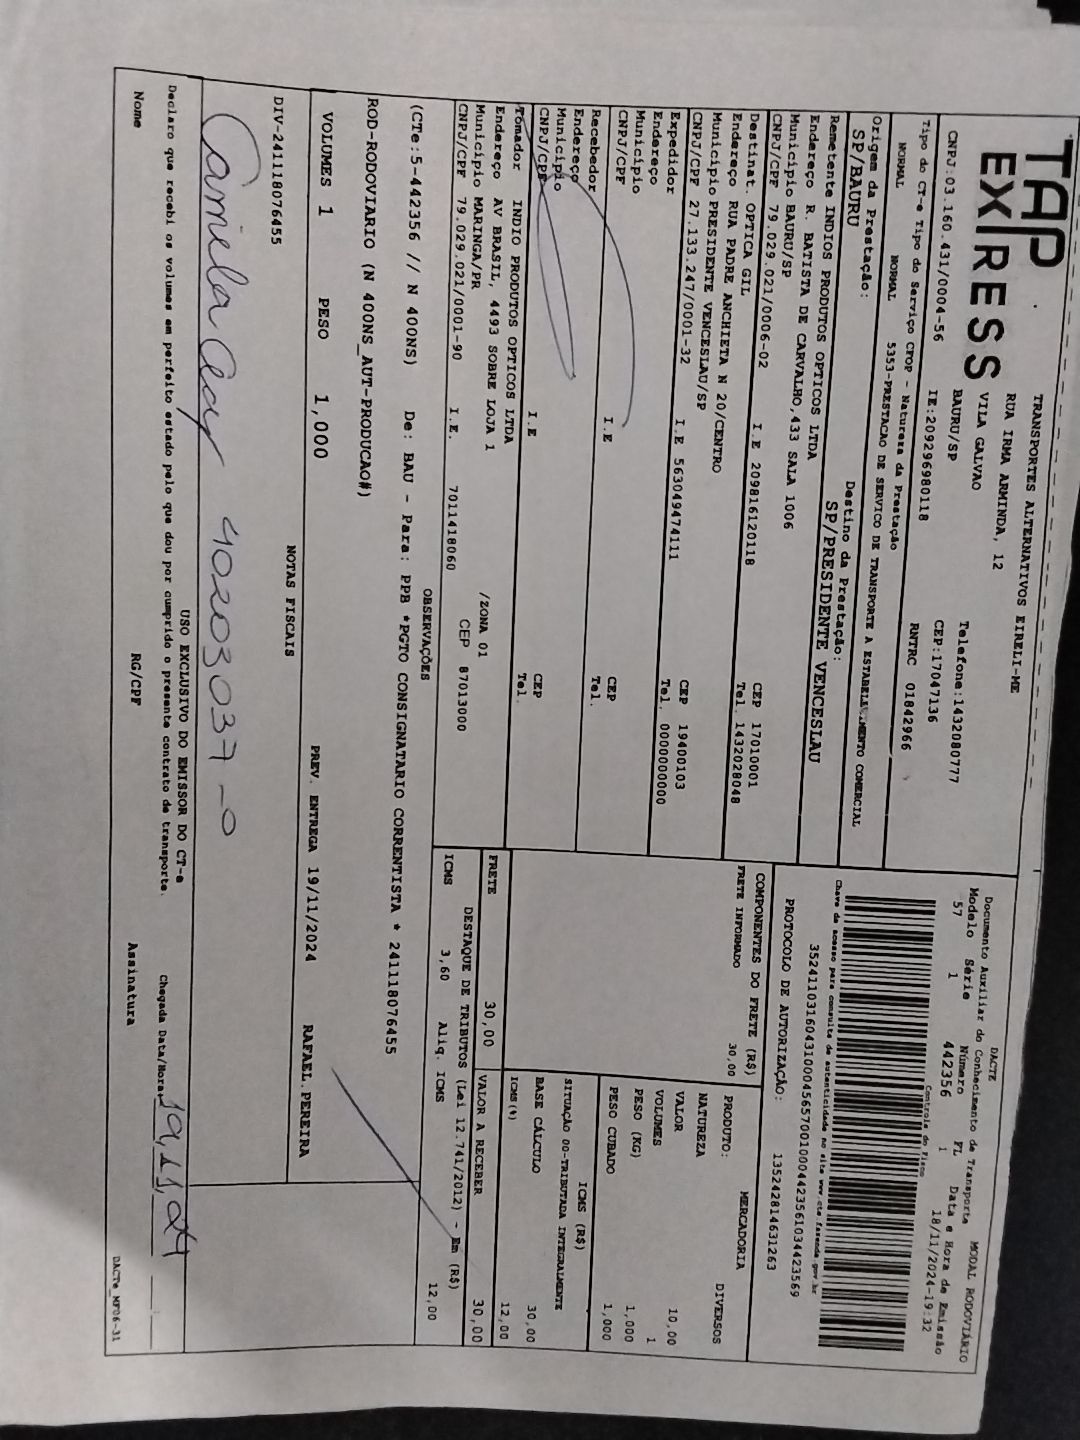 TAP
EXPRESS
TRANSPORTES ALTERNATIVOS EIRELI-ME
RUA IRMA ARMINDA, 12
VILA GALVAO
BAURU/SP
Telefone:1432080777
CEP:17047136
CNPJ:03.160.431/0004-56 IE:209296980118 RNTRC 01842966
Tipo do CT-e Tipo do Serviço CFOP - Natureza da Prestação
NORMAL NORMAL 5353-PRESTACAO DE SERVICO DE TRANSPORTE A ESTABELECIMENTO COMERCIAL
Origem da Prestação: Destino da Prestação:
SP/BAURU SP/PRESIDENTE VENCESLAU
Remetente INDIOS PRODUTOS OPTICOS LTDA
Endereço R. BATISTA DE CARVALHO,433 SALA 1006
Município BAURU/SP CEP 17010001
CNPJ/CPF 79.029.021/0006-02 I.E 209816120118 Tel. 1432028048
Destinat. OPTICA GIL
Endereço RUA PADRE ANCHIETA N 20/CENTRO
Município PRESIDENTE VENCESLAU/SP CEP 19400103
CNPJ/CPF 27.133.247/0001-32 I.E 563049474111 Tel. 0000000000
Expedidor
Endereço
Município CEP
CNPJ/CPF I.E Tel.
Recebedor
Endereço
Município CEP
CNPJ/CPF I.E Tel.
Tomador INDIO PRODUTOS OPTICOS LTDA
Endereço AV BRASIL, 4493 SOBRE LOJA 1 /ZONA 01
Município MARINGA/PR CEP 87013000
CNPJ/CPF 79.029.021/0001-90 I.E. 7011418060
DACTE MODAL RODOVIÁRIO
Documento Auxiliar do Conhecimento de Transporte
Modelo Série Número FL Data e Hora de Emissão
57 1 442356 1 18/11/2024-19:32
Controle do Fisco
Chave de acesso para consulta de autenticidade no site www.cte.fazenda.gov.br
35241103160431000456570010004423561034423569
PROTOCOLO DE AUTORIZAÇÃO: 135242814631263
COMPONENTES DO FRETE (R$)
FRETE INFORMADO 30,00
PRODUTO: MERCADORIA
NATUREZA DIVERSOS
VALOR 10,00
VOLUMES 1
PESO (KG) 1,000
PESO CUBADO 1,000
ICMS (R$)
SITUAÇÃO 00-TRIBUTADA INTEGRALMENTE
BASE CÁLCULO 30,00
ICMS (%) 12,00
FRETE 30,00 VALOR A RECEBER 30,00
DESTAQUE DE TRIBUTOS (Lei 12.741/2012) - Em (R$)
ICMS 3,60 Aliq. ICMS 12,00
OBSERVAÇÕES
(CTe:5-442356 // N 400NS) De: BAU - Para: PPB *PGTO CONSIGNATARIO CORRENTISTA * 241118076455
ROD-RODOVIARIO (N 400NS_AUT-PRODUCAO#)
VOLUMES 1 PESO 1,000 PREV. ENTREGA 19/11/2024 RAFAEL.PEREIRA
NOTAS FISCAIS
DIV-241118076455
40203037-0
USO EXCLUSIVO DO EMISSOR DO CT-e
Declaro que recebi os volumes em perfeito estado pelo que dou por cumprido o presente contrato de transporte. Chegada Data/Hora: 19,11,24
Nome RG/CPF Assinatura
DACTe_MF06-31